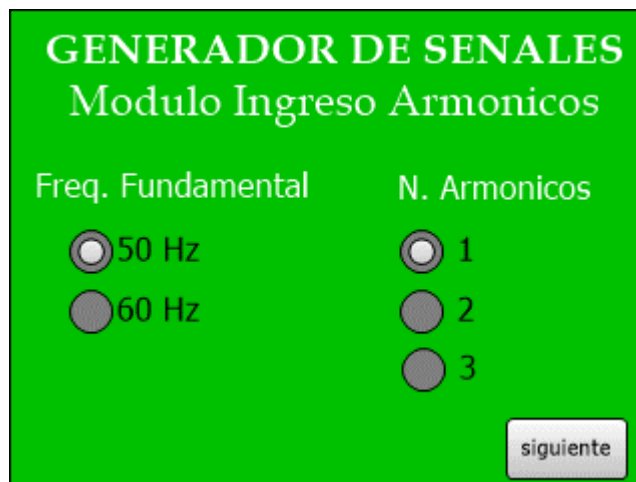 GENERADOR DE SENALES
Modulo Ingreso Armonicos
Freq. Fundamental
50 Hz
60 Hz
N. Armonicos
1
2
3
siguiente